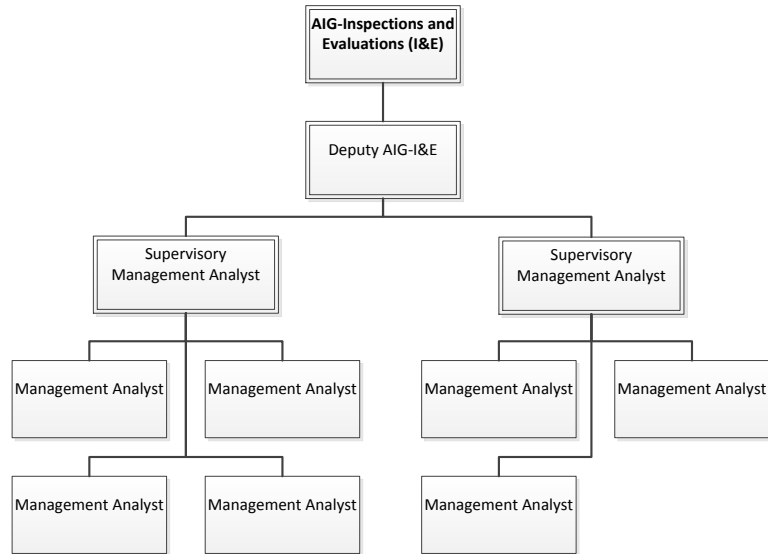 AIG-Inspections and
Evaluations (I&E)
Deputy AIG-I&E
Supervisory
Management Analyst
Supervisory
Management Analyst
Management Analyst
Management Analyst
Management Analyst
Management Analyst
Management Analyst
Management Analyst
Management Analyst